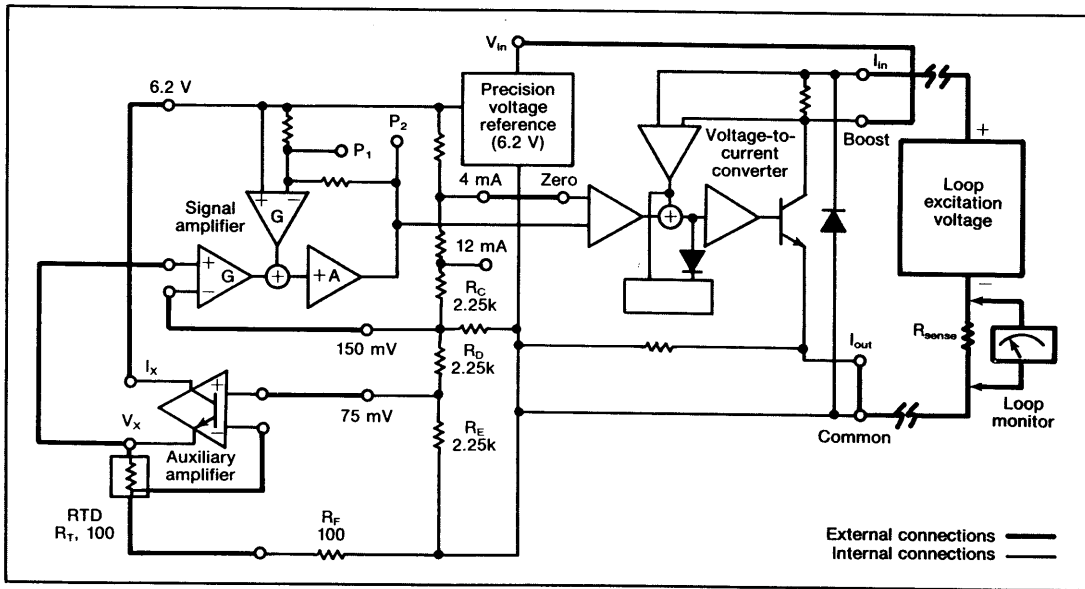 V_in
I_in
6.2 V
Precision
voltage
reference
(6.2 V)
P_2
P_1
Boost
Voltage-to-
current
converter
4 mA
Zero
+
Loop
excitation
voltage
−
Signal
amplifier
+
−
G
+
−
G
+
+A
12 mA
R_C
2.25k
+
150 mV
R_D
2.25k
I_out
R_sense
Loop
monitor
I_X
V_X
+
−
Auxiliary
amplifier
75 mV
R_E
2.25k
Common
RTD
R_T, 100
R_F
100
External connections
Internal connections